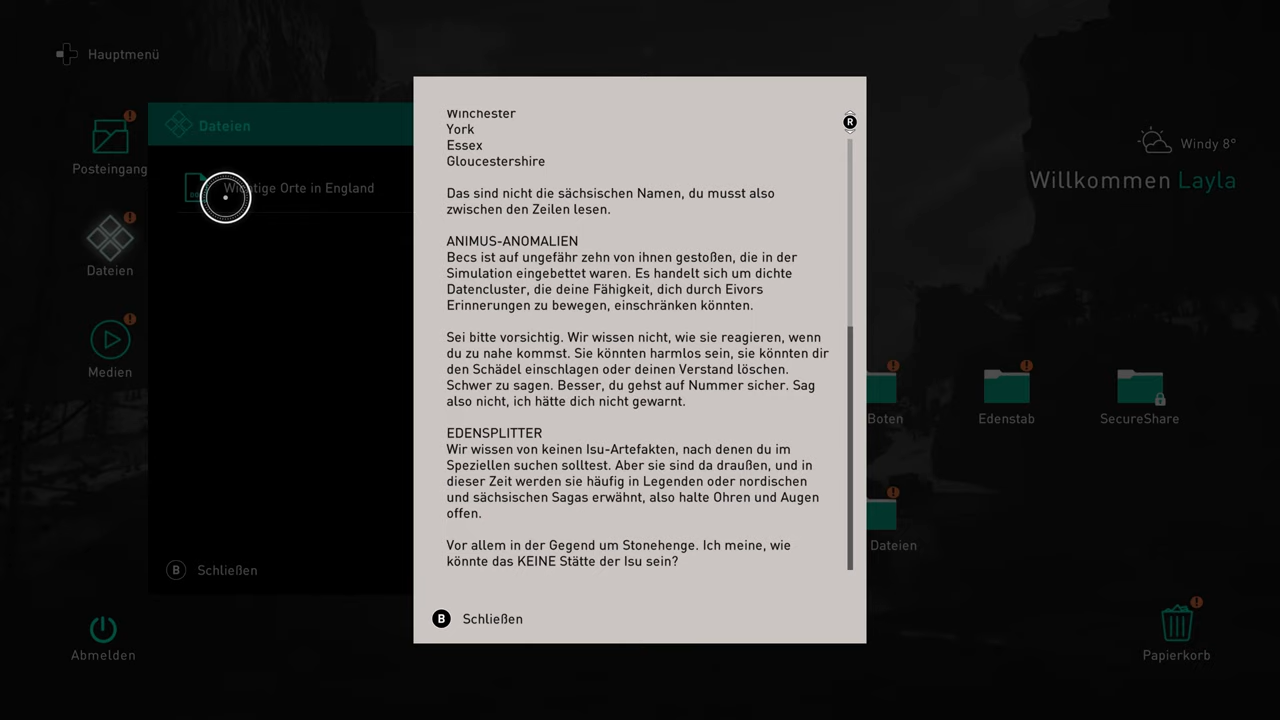 Hauptmenü
Posteingang
Dateien
Medien
Abmelden
Dateien
Wichtige Orte in England
B Schließen
Winchester
York
Essex
Gloucestershire
Das sind nicht die sächsischen Namen, du musst also
zwischen den Zeilen lesen.
ANIMUS-ANOMALIEN
Becs ist auf ungefähr zehn von ihnen gestoßen, die in der
Simulation eingebettet waren. Es handelt sich um dichte
Datencluster, die deine Fähigkeit, dich durch Eivors
Erinnerungen zu bewegen, einschränken könnten.
Sei bitte vorsichtig. Wir wissen nicht, wie sie reagieren, wenn
du zu nahe kommst. Sie könnten harmlos sein, sie könnten dir
den Schädel einschlagen oder deinen Verstand löschen.
Schwer zu sagen. Besser, du gehst auf Nummer sicher. Sag
also nicht, ich hätte dich nicht gewarnt.
EDENSPLITTER
Wir wissen von keinen Isu-Artefakten, nach denen du im
Speziellen suchen solltest. Aber sie sind da draußen, und in
dieser Zeit werden sie häufig in Legenden oder nordischen
und sächsischen Sagas erwähnt, also halte Ohren und Augen
offen.
Vor allem in der Gegend um Stonehenge. Ich meine, wie
könnte das KEINE Stätte der Isu sein?
B Schließen
R
Windy 8°
Willkommen Layla
Boten
Edenstab
SecureShare
Dateien
Papierkorb